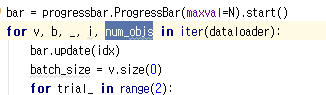 bar = progressbar.ProgressBar(maxval=N).start()
for v, b, _, i, num_objs in iter(dataloader):
    bar.update(idx)
    batch_size = v.size(0)
    for trial_ in range(2):